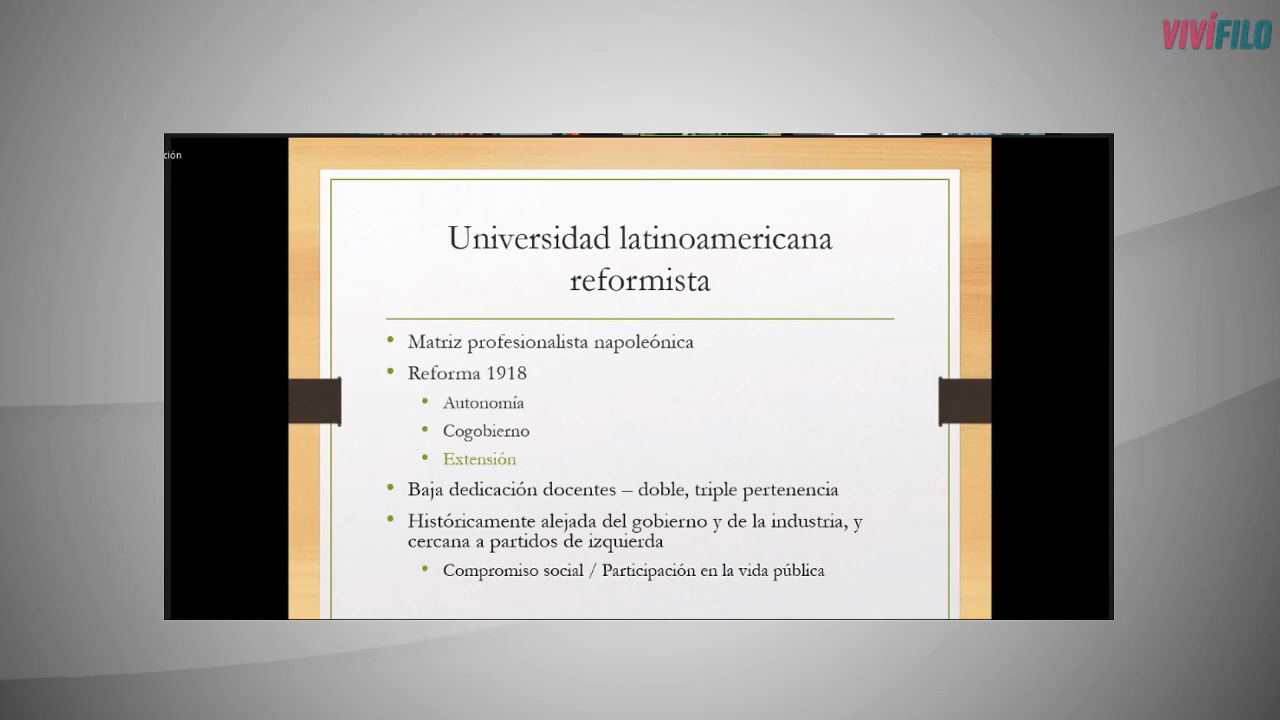 VIVÍFILO
ción
Universidad latinoamericana
reformista
• Matriz profesionalista napoleónica
• Reforma 1918
• Autonomía
• Cogobierno
• Extensión
• Baja dedicación docentes – doble, triple pertenencia
• Históricamente alejada del gobierno y de la industria, y
cercana a partidos de izquierda
• Compromiso social / Participación en la vida pública